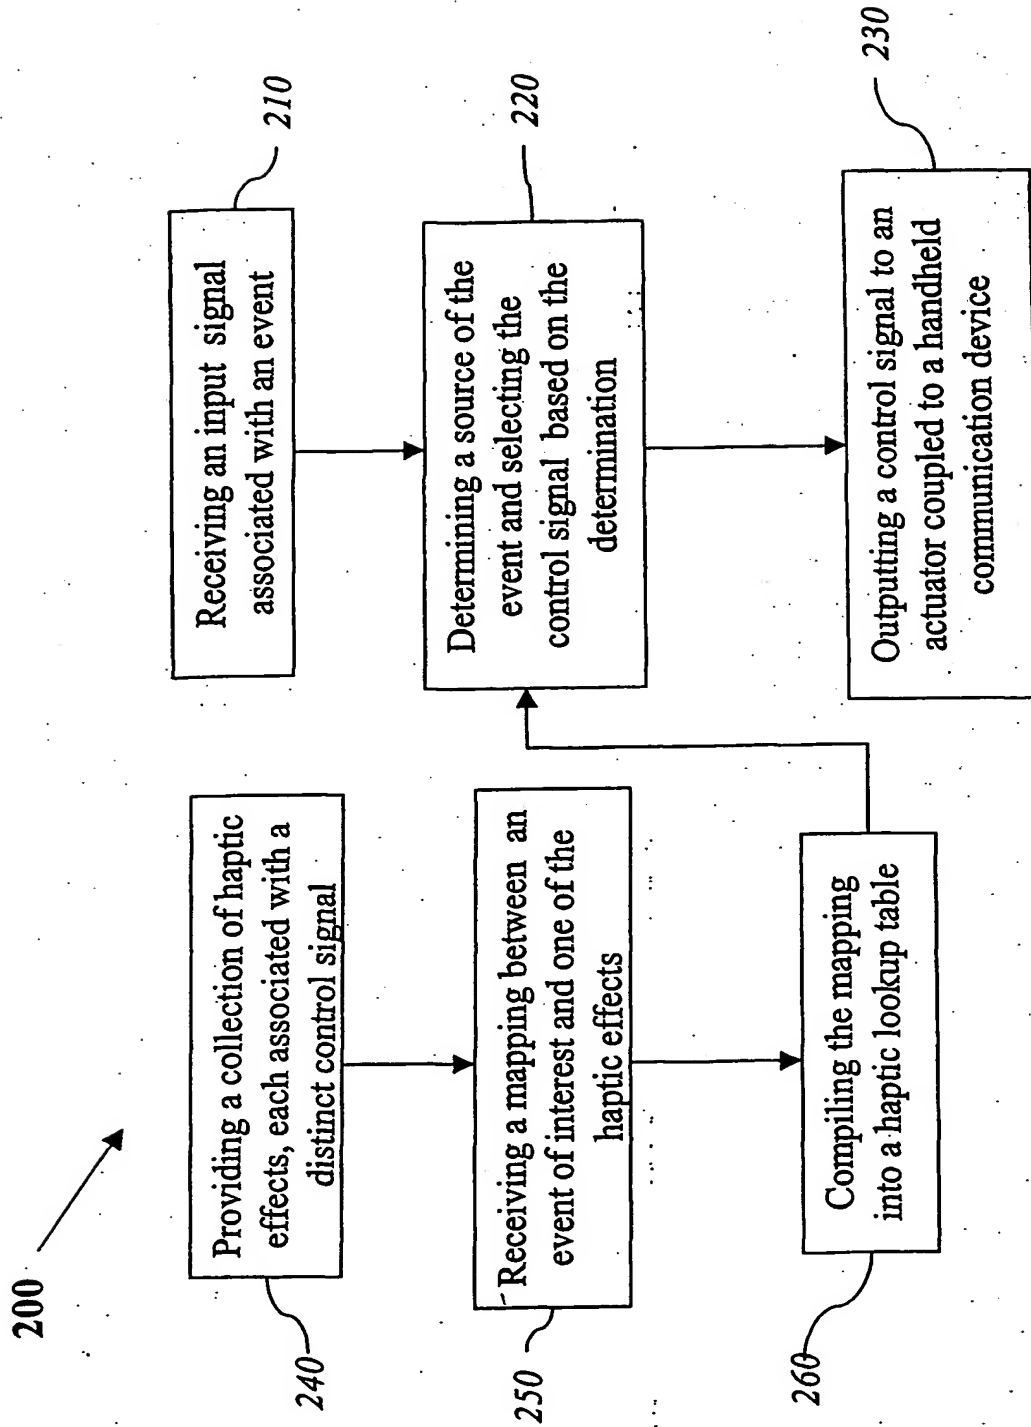 200
Providing a collection of haptic
effects, each associated with a
distinct control signal
240
Receiving a mapping between an
event of interest and one of the
haptic effects
250
Compiling the mapping
into a haptic lookup table
260
Receiving an input signal
associated with an event
210
Determining a source of the
event and selecting the
control signal based on the
determination
220
Outputting a control signal to an
actuator coupled to a handheld
communication device
230